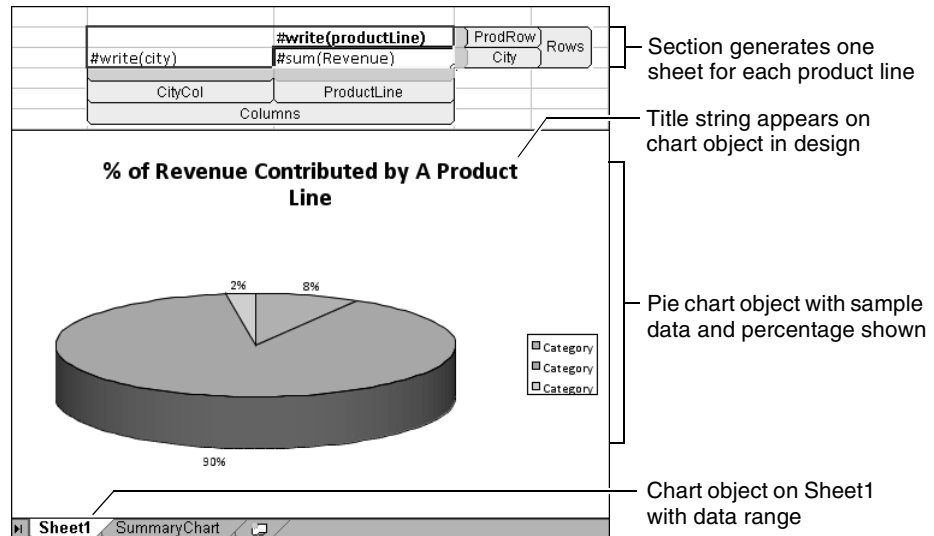 #write(productLine)
ProdRow
Rows
#write(city)
#sum(Revenue)
City
CityCol
ProductLine
Columns
Section generates one
sheet for each product line
Title string appears on
chart object in design
% of Revenue Contributed by A Product
Line
2%
8%
90%
Category
Category
Category
Pie chart object with sample
data and percentage shown
Chart object on Sheet1
with data range
Sheet1
SummaryChart